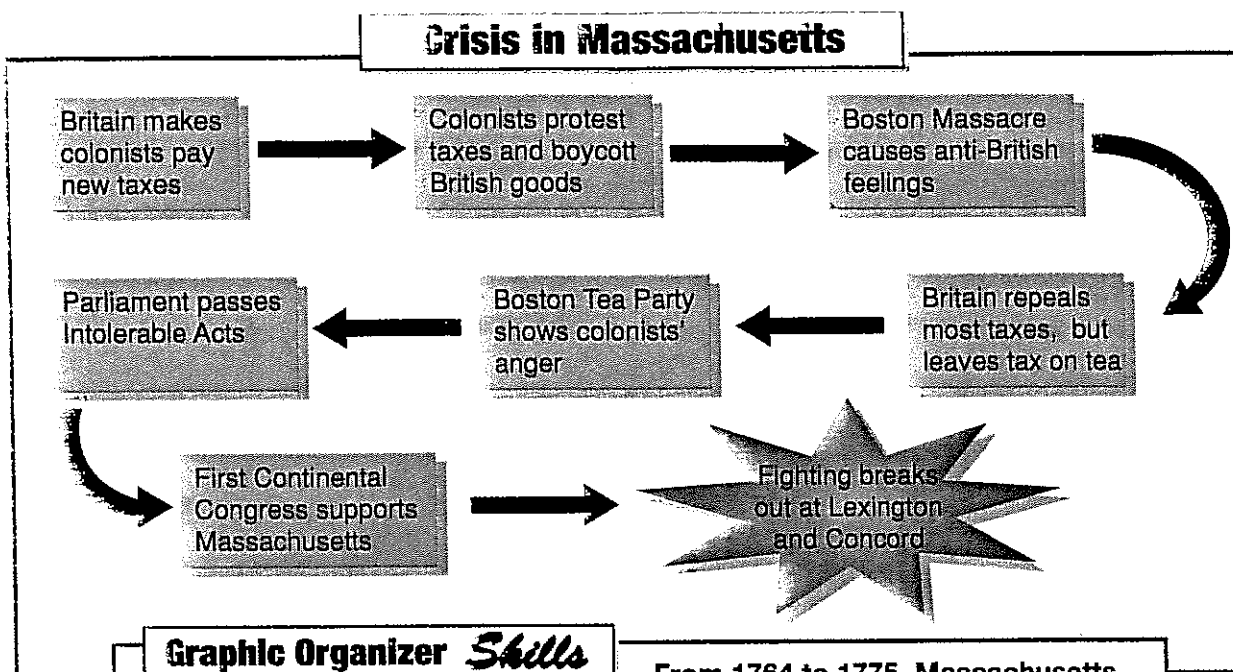 Crisis in Massachusetts
Britain makes
colonists pay
new taxes
Colonists protest
taxes and boycott
British goods
Boston Massacre
causes anti-British
feelings
Britain repeals
most taxes, but
leaves tax on tea
Boston Tea Party
shows colonists'
anger
Parliament passes
Intolerable Acts
First Continental
Congress supports
Massachusetts
Fighting breaks
out at Lexington
and Concord
Graphic Organizer Skills
From 1764 to 1775, Massachusetts